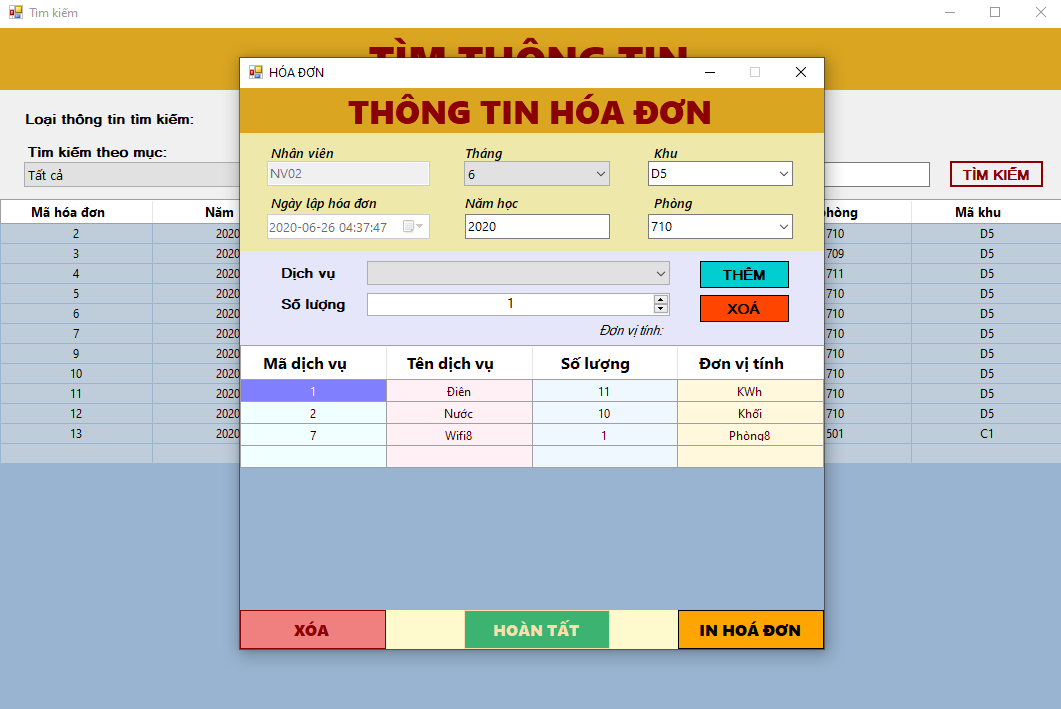 Tìm kiếm
TÌM THÔNG TIN
HÓA ĐƠN
THÔNG TIN HÓA ĐƠN
Loại thông tin tìm kiếm:
Tìm kiếm theo mục:
Tất cả
TÌM KIẾM
Nhân viên Tháng Khu
NV02 6 D5
Ngày lập hóa đơn Năm học Phòng
2020-06-26 04:37:47 2020 710
Dịch vụ THÊM
Số lượng 1 XOÁ
Đơn vị tính:
Mã dịch vụ Tên dịch vụ Số lượng Đơn vị tính
1 Điên 11 KWh
2 Nước 10 Khối
7 Wifi8 1 Phòng8
XÓA HOÀN TẤT IN HOÁ ĐƠN
Mã hóa đơn Năm phòng Mã khu
2 2020 710 D5
3 2020 709 D5
4 2020 711 D5
5 2020 710 D5
6 2020 710 D5
7 2020 710 D5
9 2020 710 D5
10 2020 710 D5
11 2020 710 D5
12 2020 710 D5
13 2020 501 C1